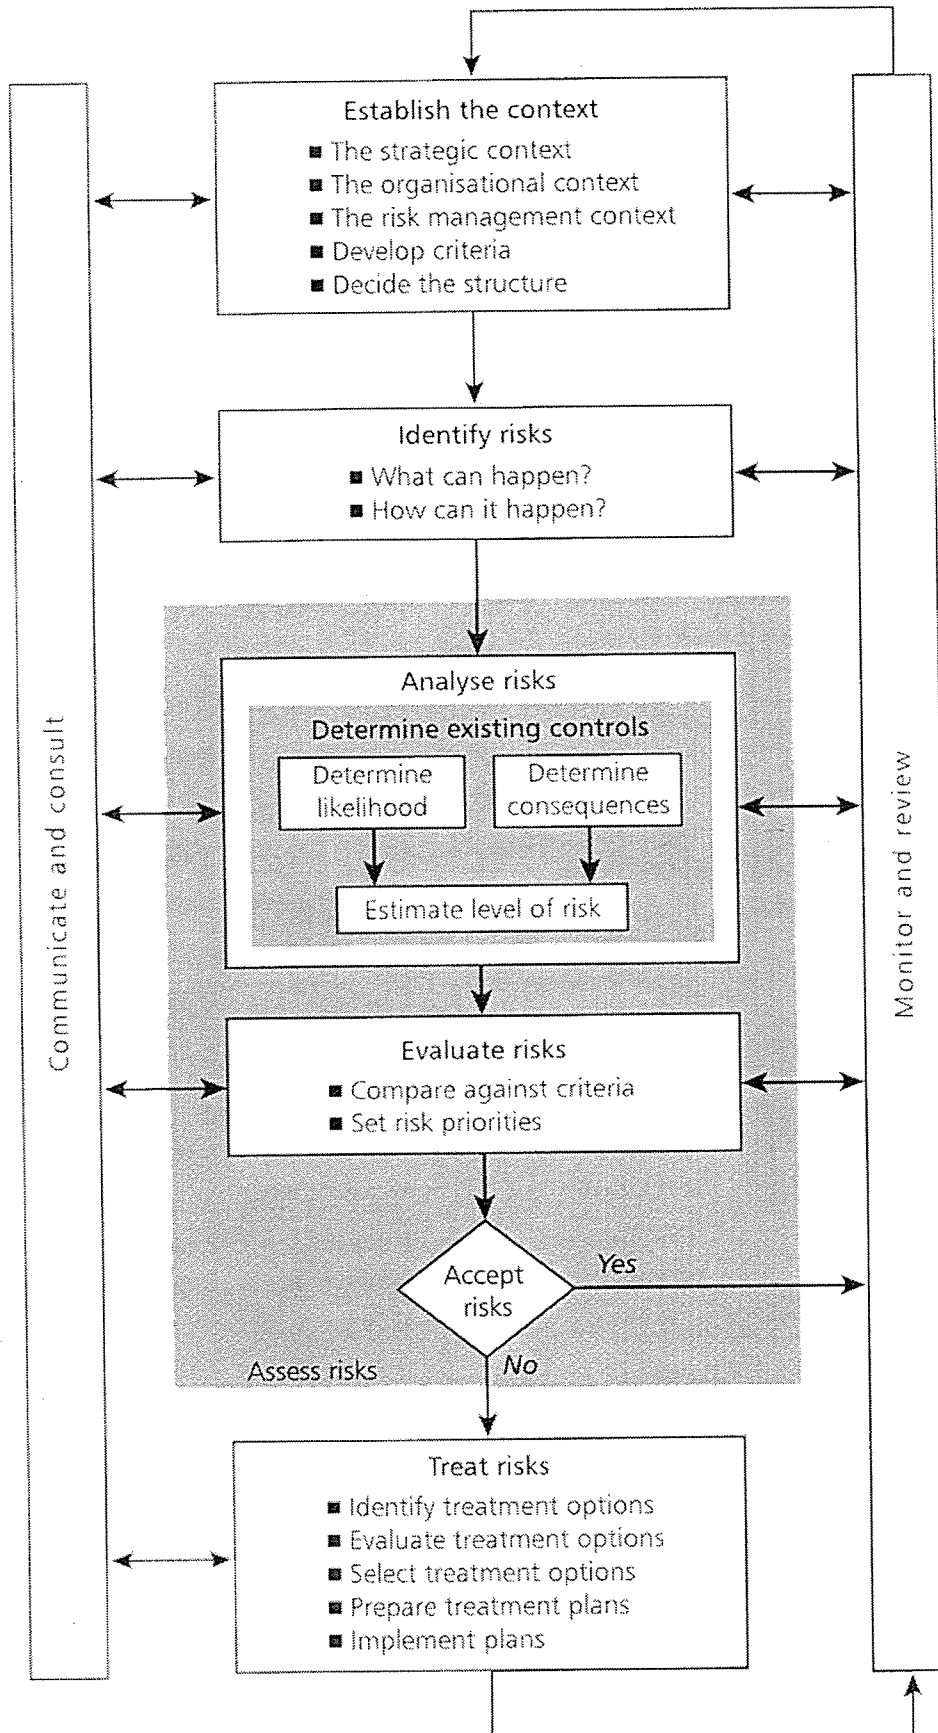 Establish the context
■ The strategic context
■ The organisational context
■ The risk management context
■ Develop criteria
■ Decide the structure
Identify risks
■ What can happen?
■ How can it happen?
Analyse risks
Determine existing controls
Determine
likelihood
Determine
consequences
Estimate level of risk
Evaluate risks
■ Compare against criteria
■ Set risk priorities
Accept
risks
Yes
No
Assess risks
Treat risks
■ Identify treatment options
■ Evaluate treatment options
■ Select treatment options
■ Prepare treatment plans
■ Implement plans
Communicate and consult
Monitor and review